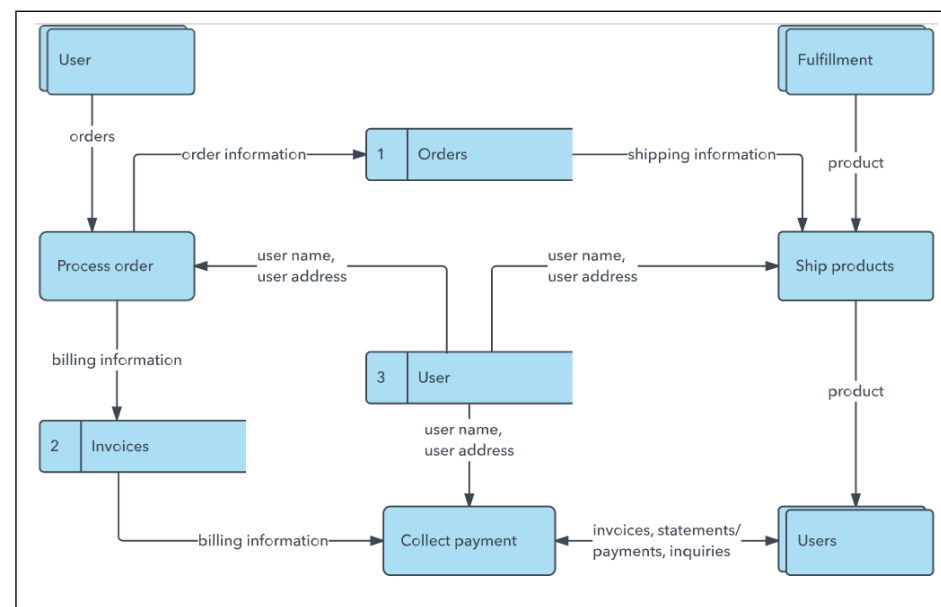 User
Fulfillment
orders
order information
1 Orders
shipping information
product
Process order
user name,
user address
user name,
user address
Ship products
billing information
3 User
product
2 Invoices
user name,
user address
billing information
Collect payment
invoices, statements/
payments, inquiries
Users